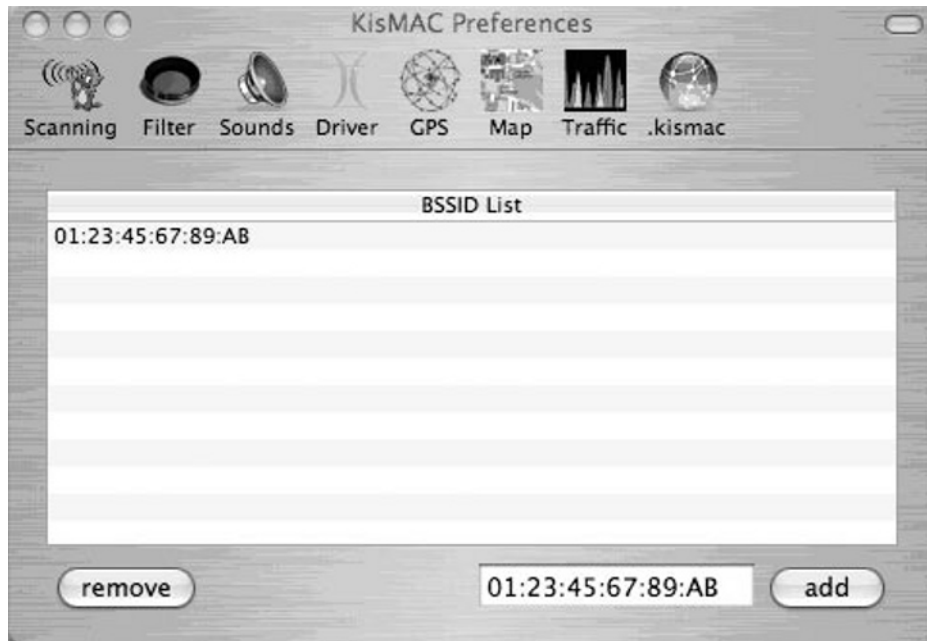 KisMAC Preferences
Scanning Filter Sounds Driver GPS Map Traffic .kismac
BSSID List
01:23:45:67:89:AB
remove 01:23:45:67:89:AB add